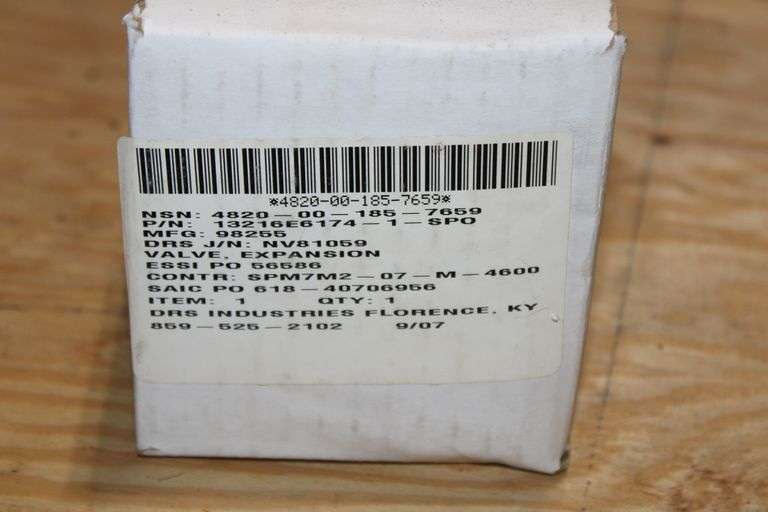 *4820-00-185-7659*
NSN: 4820-00-185-7659
P/N: 13216E6174-1-SPO
MFG: 98255
DRS J/N: NV81059
VALVE, EXPANSION
ESSI PO 56586
CONTR: SPM7M2-07-M-4600
SAIC PO 618-40706956
ITEM: 1 QTY: 1
DRS INDUSTRIES FLORENCE, KY
859-525-2102 9/07